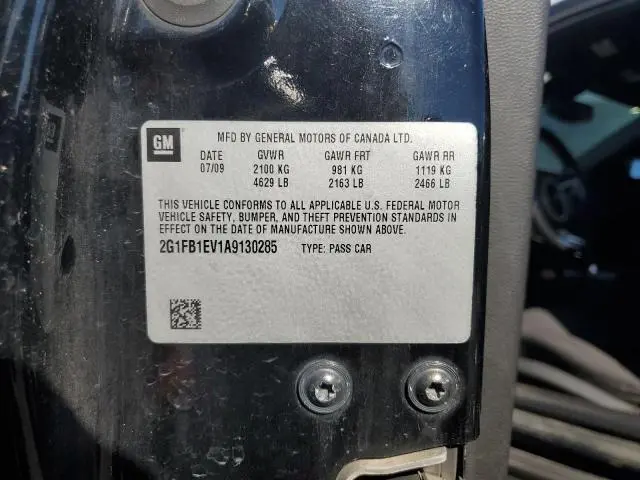 GM
MFD BY GENERAL MOTORS OF CANADA LTD.
DATE GVWR GAWR FRT GAWR RR
07/09 2100 KG 981 KG 1119 KG
4629 LB 2163 LB 2466 LB
THIS VEHICLE CONFORMS TO ALL APPLICABLE U.S. FEDERAL MOTOR
VEHICLE SAFETY, BUMPER, AND THEFT PREVENTION STANDARDS IN
EFFECT ON THE DATE OF MANUFACTURE SHOWN ABOVE.
2G1FB1EV1A9130285 TYPE: PASS CAR